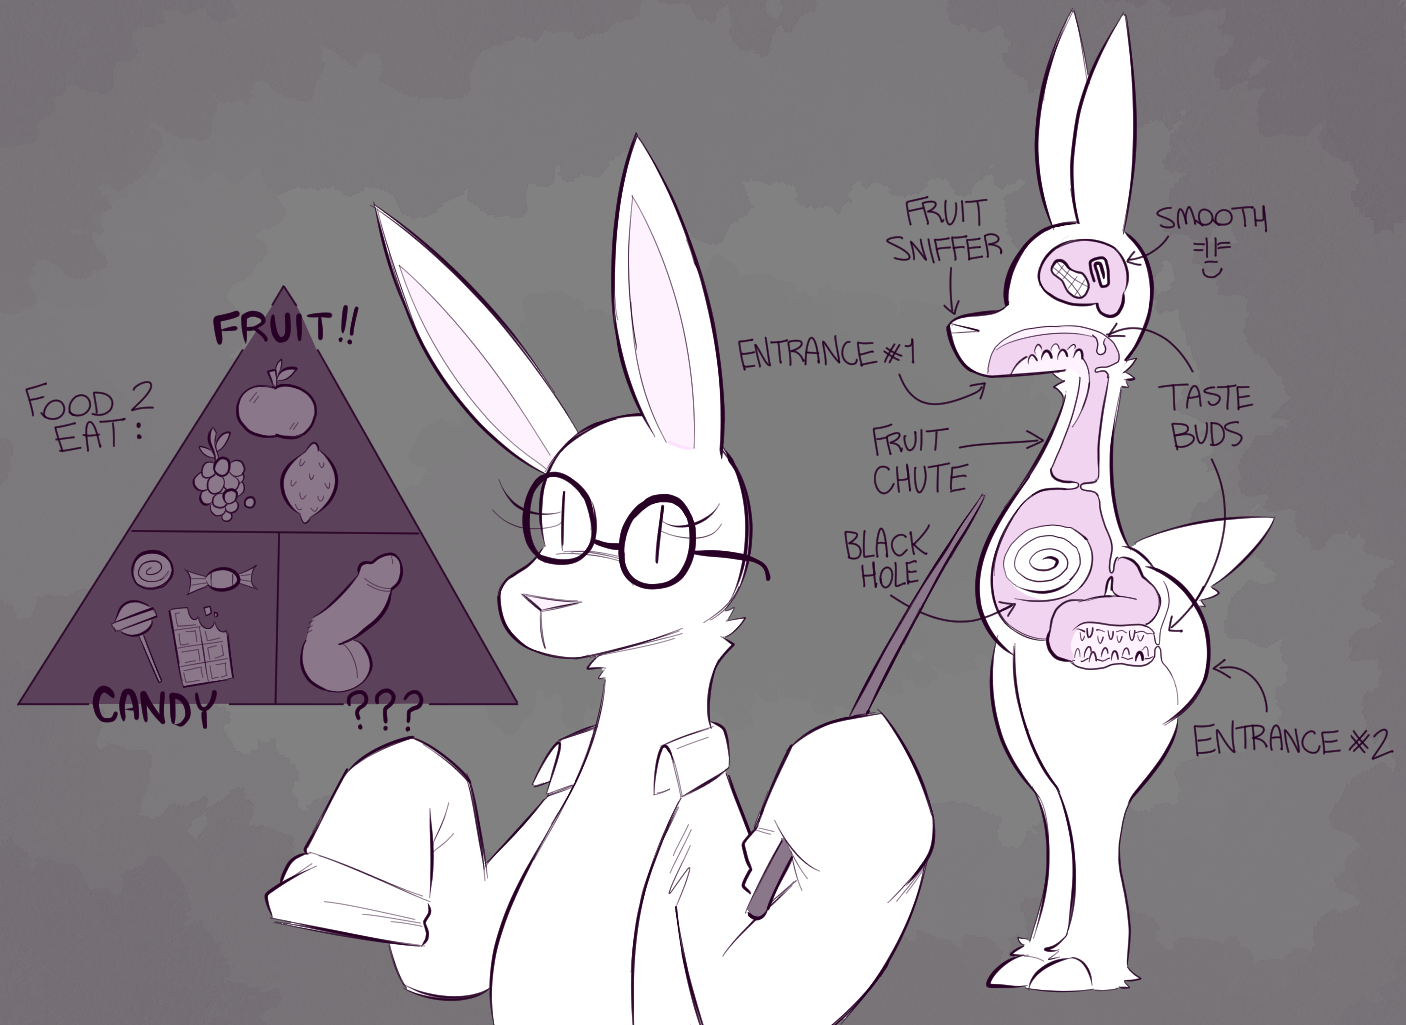 FOOD 2
EAT:
FRUIT!!
CANDY
???
FRUIT
SNIFFER
SMOOTH
ENTRANCE #1
TASTE
BUDS
FRUIT
CHUTE
BLACK
HOLE
ENTRANCE #2